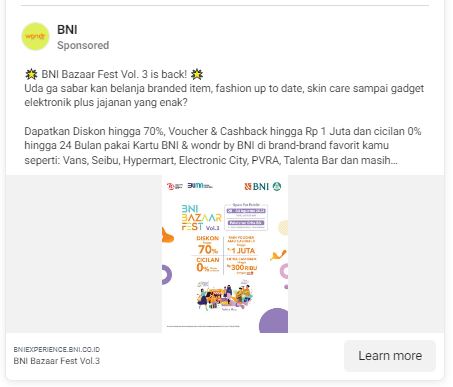 BNI
wondr
Sponsored
🌟 BNI Bazaar Fest Vol. 3 is back! 🌟
Uda ga sabar kan belanja branded item, fashion up to date, skin care sampai gadget
elektronik plus jajanan yang enak?
Dapatkan Diskon hingga 70%, Voucher & Cashback hingga Rp 1 Juta dan cicilan 0%
hingga 24 Bulan pakai Kartu BNI & wondr by BNI di brand-brand favorit kamu
seperti: Vans, Seibu, Hypermart, Electronic City, PVRA, Talenta Bar dan masih...
BNI
BNI
BAZAAR
FEST
Vol.3
DISKON
70%
1 JUTA
CICILAN
0%
300 RIBU
BNIEXPERIENCE.BNI.CO.ID
BNI Bazaar Fest Vol.3
Learn more